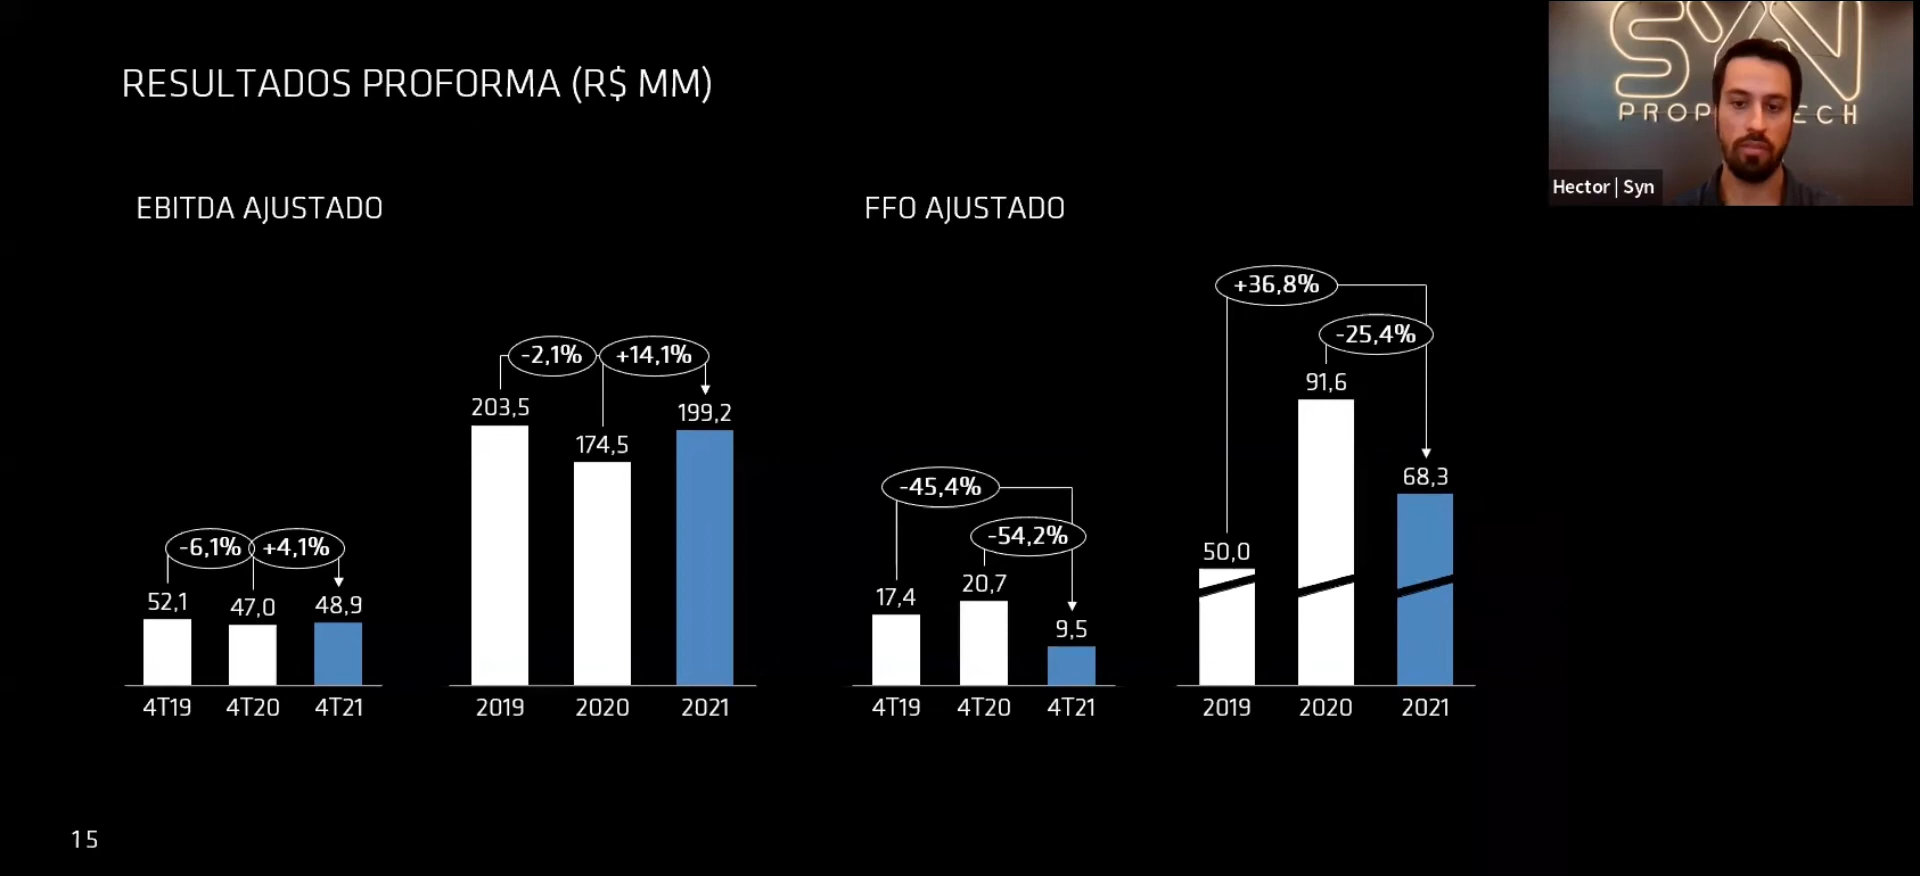 RESULTADOS PROFORMA (R$ MM)
SYN
PROP ECH
Hector | Syn
EBITDA AJUSTADO
FFO AJUSTADO
-6,1% +4,1%
52,1 47,0 48,9
4T19 4T20 4T21
-2,1% +14,1%
203,5 174,5 199,2
2019 2020 2021
-45,4%
-54,2%
17,4 20,7 9,5
4T19 4T20 4T21
+36,8%
-25,4%
50,0 91,6 68,3
2019 2020 2021
15